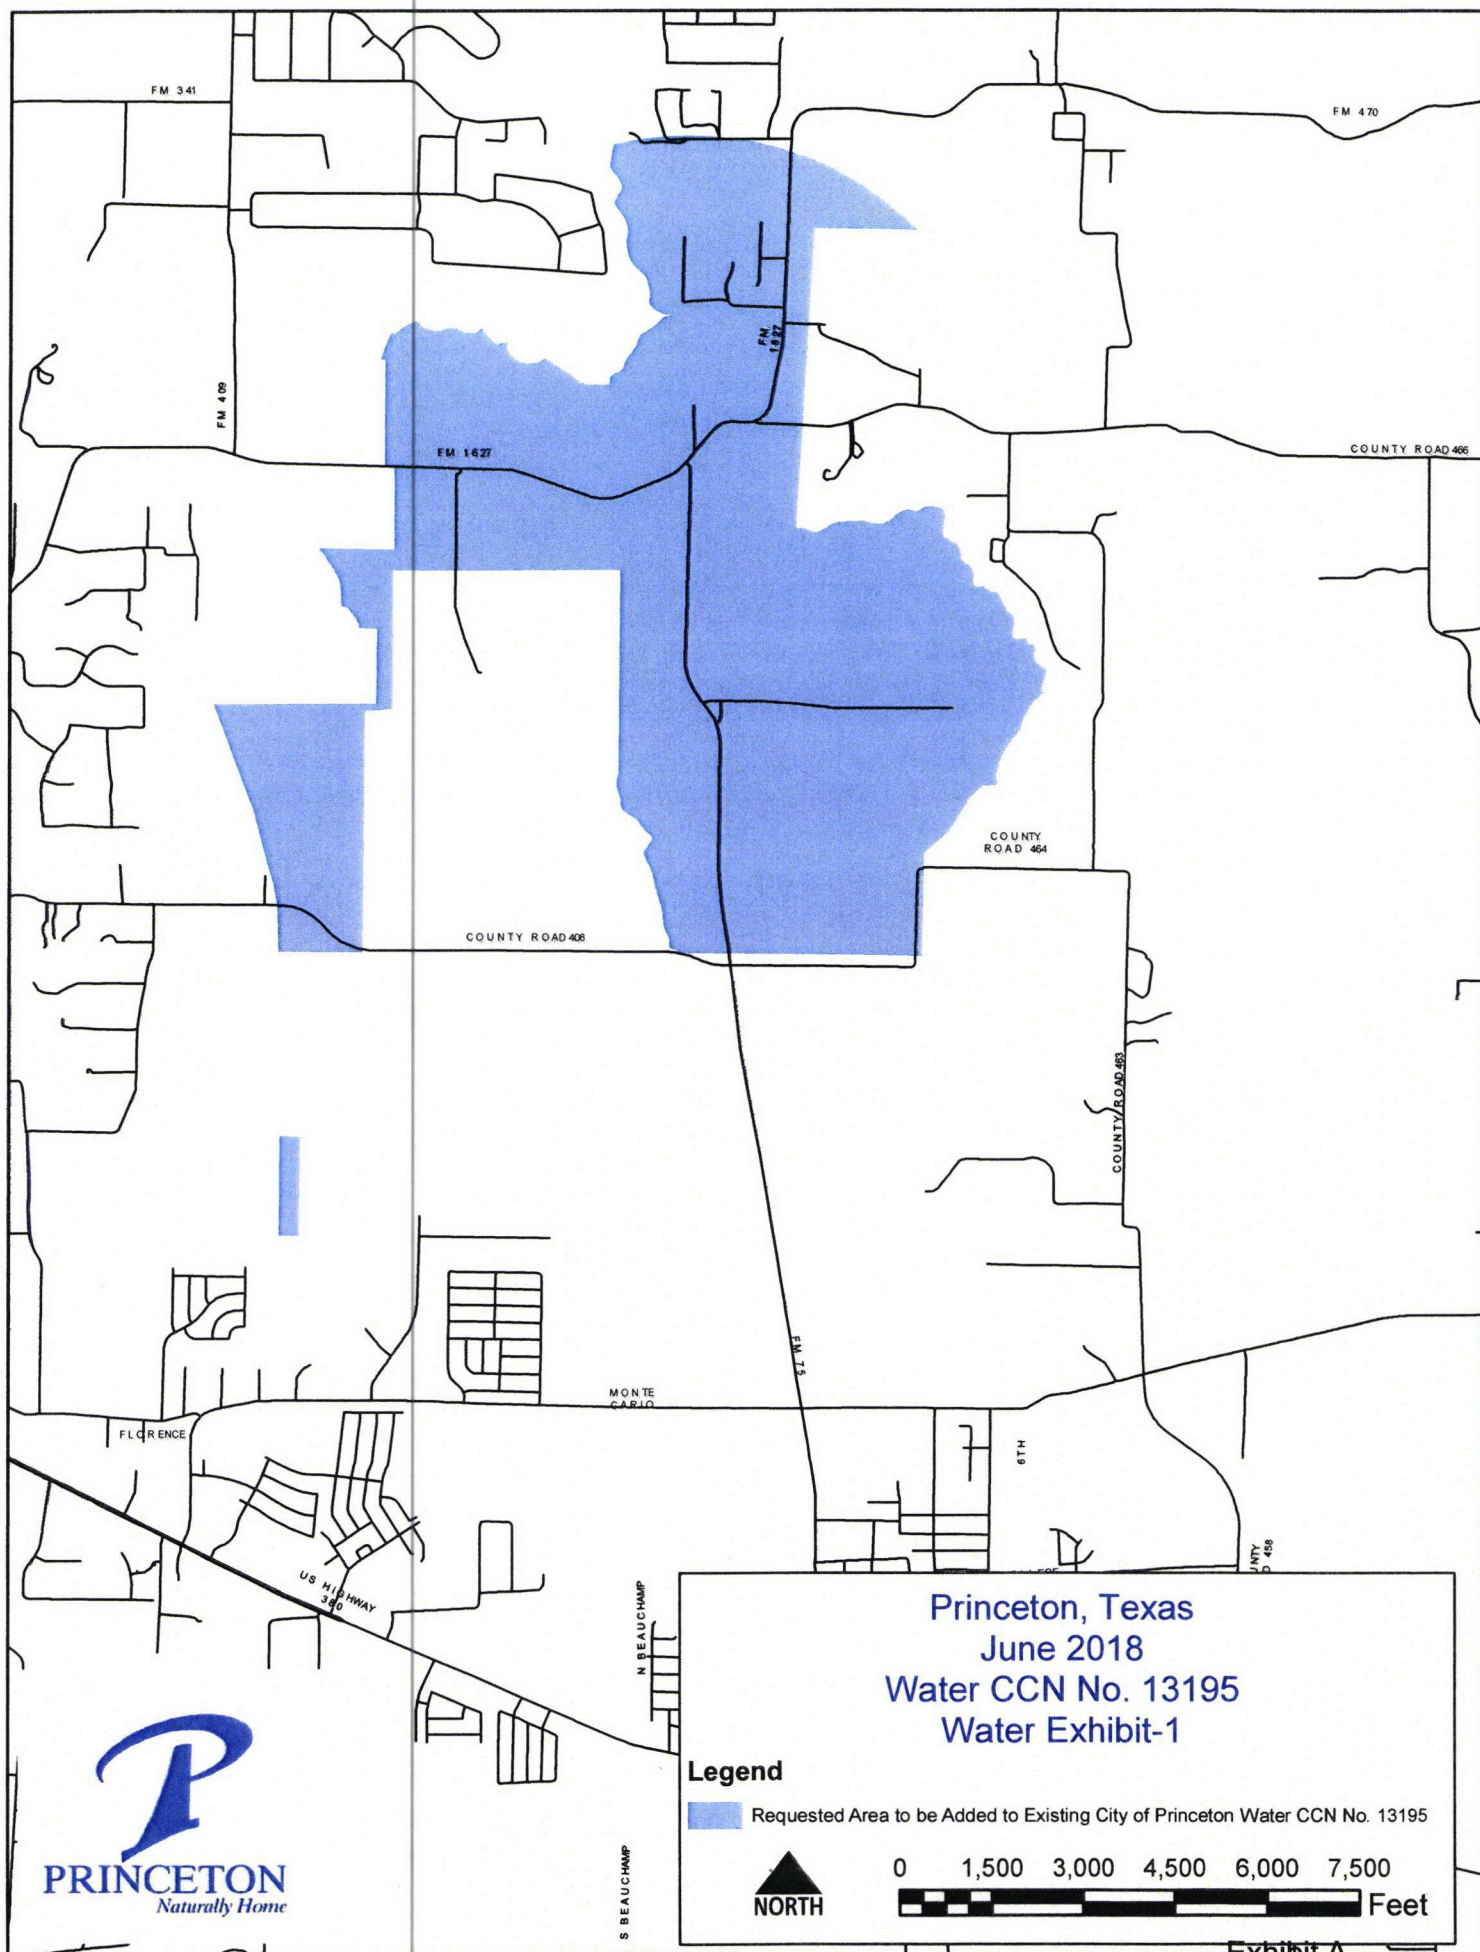 FM 341
FM 470
FM
1827
FM 409
FM 1627
COUNTY ROAD 466
COUNTY
ROAD 464
COUNTY ROAD 408
COUNTY ROAD 463
FM 75
MONTE
CARLO
FLORENCE
6TH
US HIGHWAY
380
N BEAUCHAMP
S BEAUCHAMP
Princeton, Texas
June 2018
Water CCN No. 13195
Water Exhibit-1
Legend
Requested Area to be Added to Existing City of Princeton Water CCN No. 13195
NORTH
0 1,500 3,000 4,500 6,000 7,500
Feet
PRINCETON
Naturally Home
Exhibit A